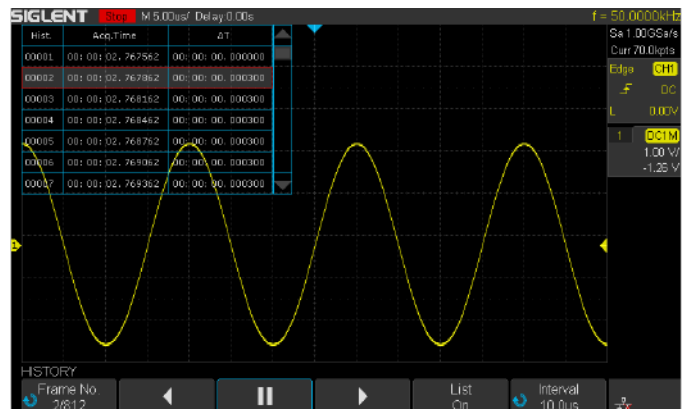 SIGLENT Stop M 5.00us/ Delay:0.00s f = 50.0000kHz
Sa 1.00GSa/s
Curr 70.0kpts
Edge CH1
DC
L 0.00V
1 DC1M
1.00 V/
-1.26 V
Hist. Acq.Time ΔT
00001 00: 00: 02. 767562 00: 00: 00. 000000
00002 00: 00: 02. 767862 00: 00: 00. 000300
00003 00: 00: 02. 768162 00: 00: 00. 000300
00004 00: 00: 02. 768462 00: 00: 00. 000300
00005 00: 00: 02. 768762 00: 00: 00. 000300
00006 00: 00: 02. 769062 00: 00: 00. 000300
00007 00: 00: 02. 769362 00: 00: 00. 000300
1
HISTORY
Frame No. List Interval
2/812 On 10.0us